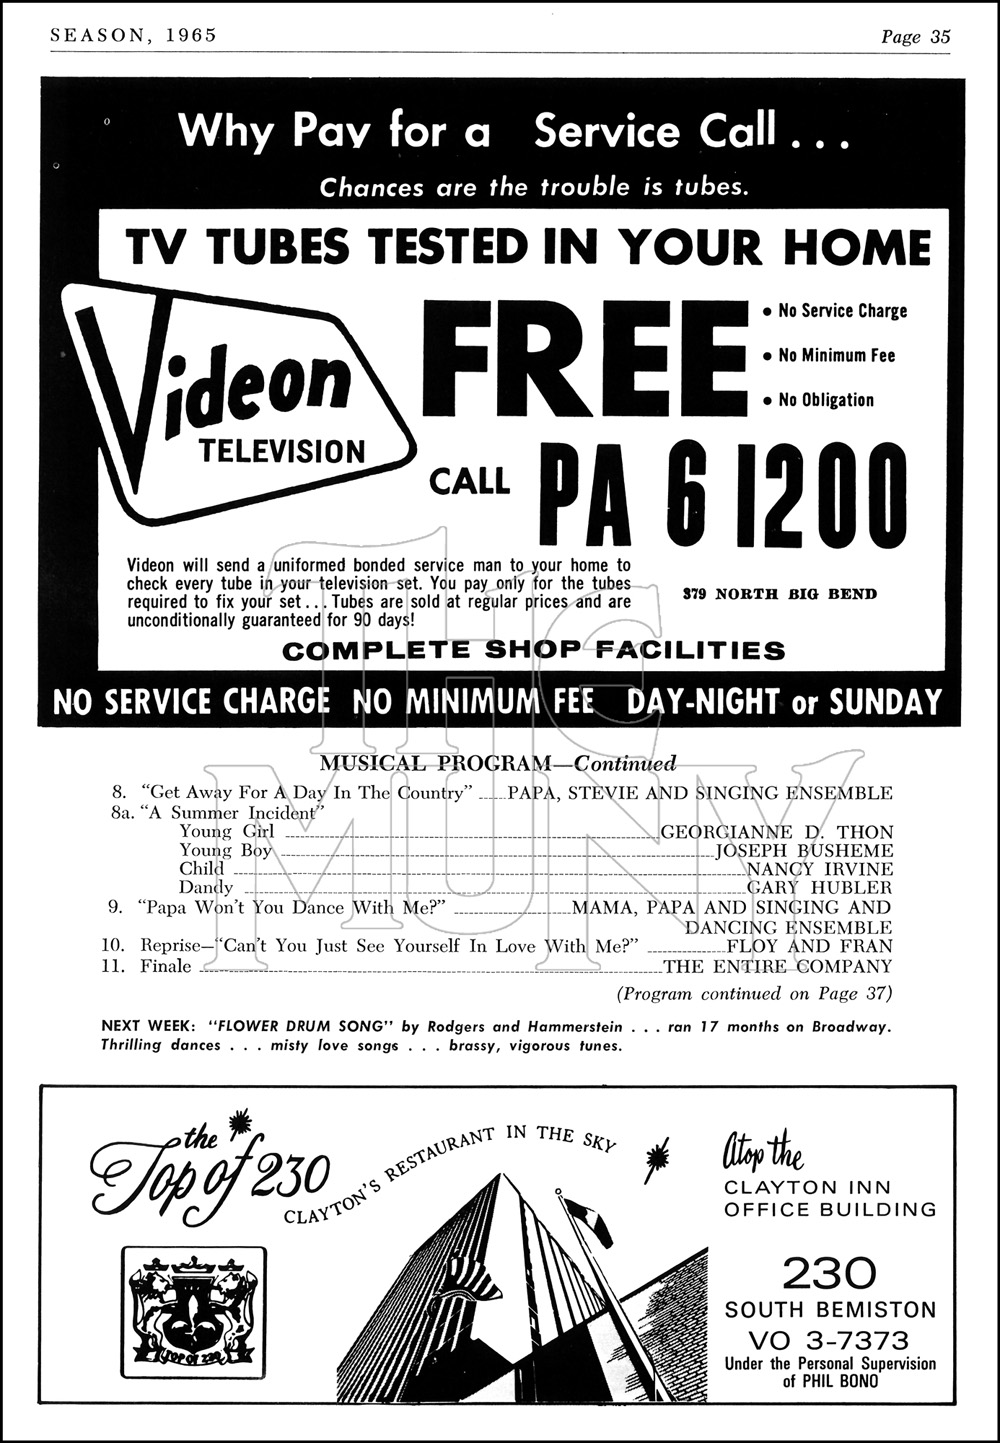 SEASON, 1965
Page 35
Why Pay for a Service Call . . .
Chances are the trouble is tubes.
TV TUBES TESTED IN YOUR HOME
Videon
TELEVISION
FREE
• No Service Charge
• No Minimum Fee
• No Obligation
CALL PA 6 1200
Videon will send a uniformed bonded service man to your home to
check every tube in your television set. You pay only for the tubes
required to fix your set . . . Tubes are sold at regular prices and are
unconditionally guaranteed for 90 days!
379 NORTH BIG BEND
COMPLETE SHOP FACILITIES
NO SERVICE CHARGE NO MINIMUM FEE DAY-NIGHT or SUNDAY
THE
MUNY
MUSICAL PROGRAM—Continued
8. “Get Away For A Day In The Country” PAPA, STEVIE AND SINGING ENSEMBLE
8a. “A Summer Incident”
Young Girl GEORGIANNE D. THON
Young Boy JOSEPH BUSHEME
Child NANCY IRVINE
Dandy GARY HUBLER
9. “Papa Won’t You Dance With Me?” MAMA, PAPA AND SINGING AND
DANCING ENSEMBLE
10. Reprise—“Can’t You Just See Yourself In Love With Me?” FLOY AND FRAN
11. Finale THE ENTIRE COMPANY
(Program continued on Page 37)
NEXT WEEK: “FLOWER DRUM SONG” by Rodgers and Hammerstein . . . ran 17 months on Broadway.
Thrilling dances . . . misty love songs . . . brassy, vigorous tunes.
the
Top of 230
CLAYTON’S RESTAURANT IN THE SKY
TOP OF 230
Atop the
CLAYTON INN
OFFICE BUILDING
230
SOUTH BEMISTON
VO 3-7373
Under the Personal Supervision
of PHIL BONO